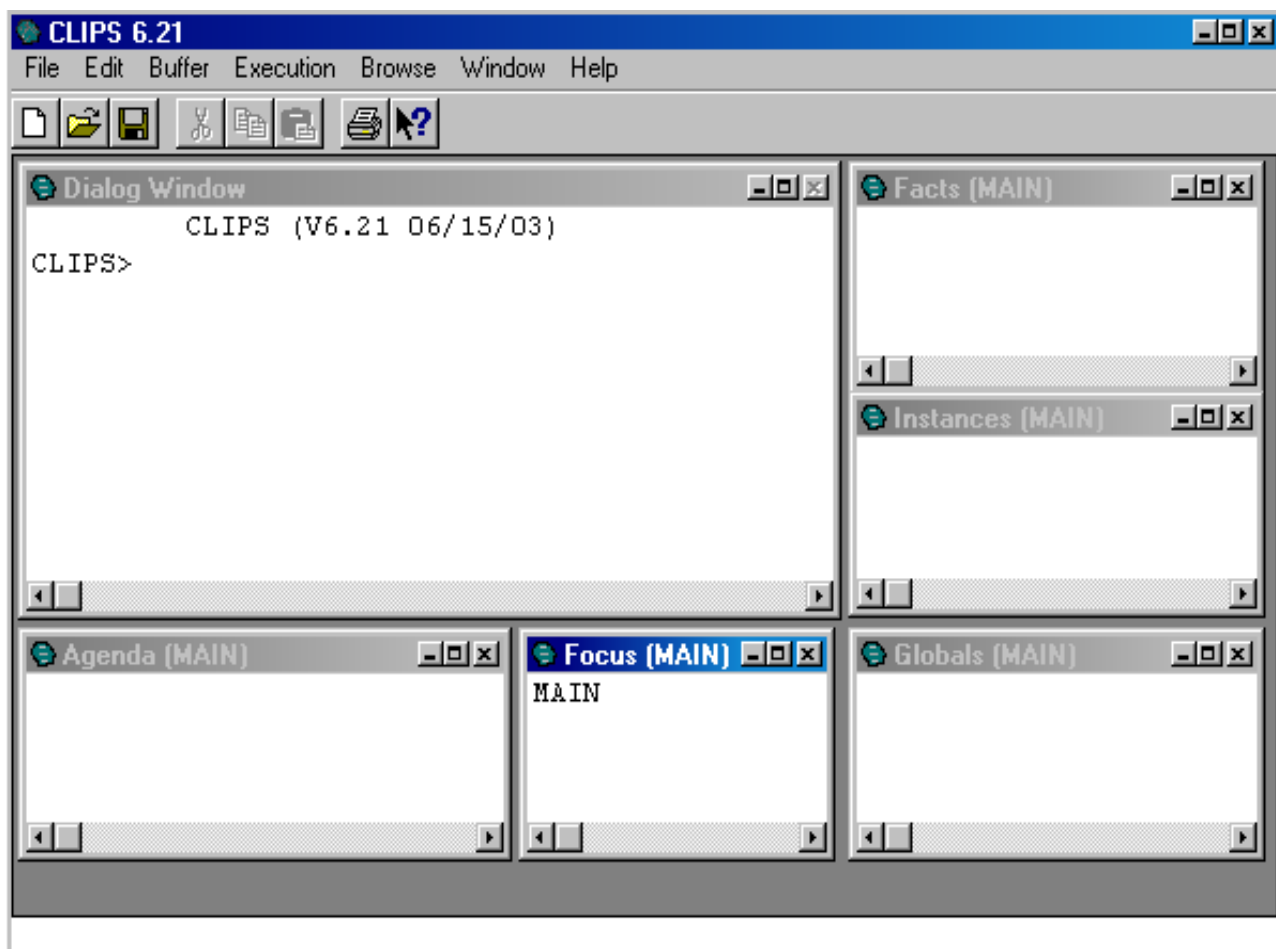 CLIPS 6.21
File Edit Buffer Execution Browse Window Help
Dialog Window
CLIPS (V6.21 06/15/03)
CLIPS>
Facts (MAIN)
Instances (MAIN)
Agenda (MAIN)
Focus (MAIN)
MAIN
Globals (MAIN)